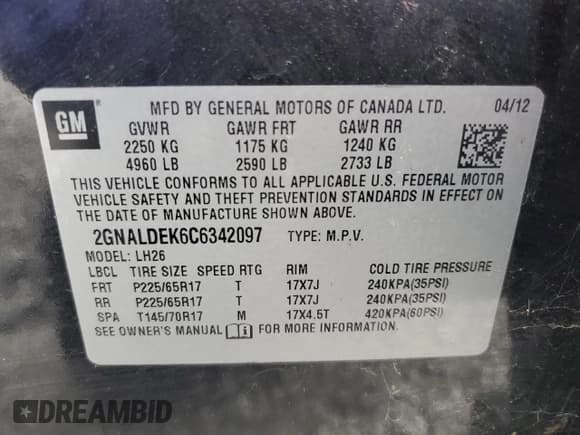 GM
MFD BY GENERAL MOTORS OF CANADA LTD. 04/12
GVWR GAWR FRT GAWR RR
2250 KG 1175 KG 1240 KG
4960 LB 2590 LB 2733 LB
THIS VEHICLE CONFORMS TO ALL APPLICABLE U.S. FEDERAL MOTOR
VEHICLE SAFETY AND THEFT PREVENTION STANDARDS IN EFFECT ON
THE DATE OF MANUFACTURE SHOWN ABOVE.
2GNALDEK6C6342097 TYPE: M.P.V.
MODEL: LH26
LBCL TIRE SIZE SPEED RTG RIM COLD TIRE PRESSURE
FRT P225/65R17 T 17X7J 240KPA(35PSI)
RR P225/65R17 T 17X7J 240KPA(35PSI)
SPA T145/70R17 M 17X4.5T 420KPA(60PSI)
SEE OWNER'S MANUAL FOR MORE INFORMATION.
DREAMBID